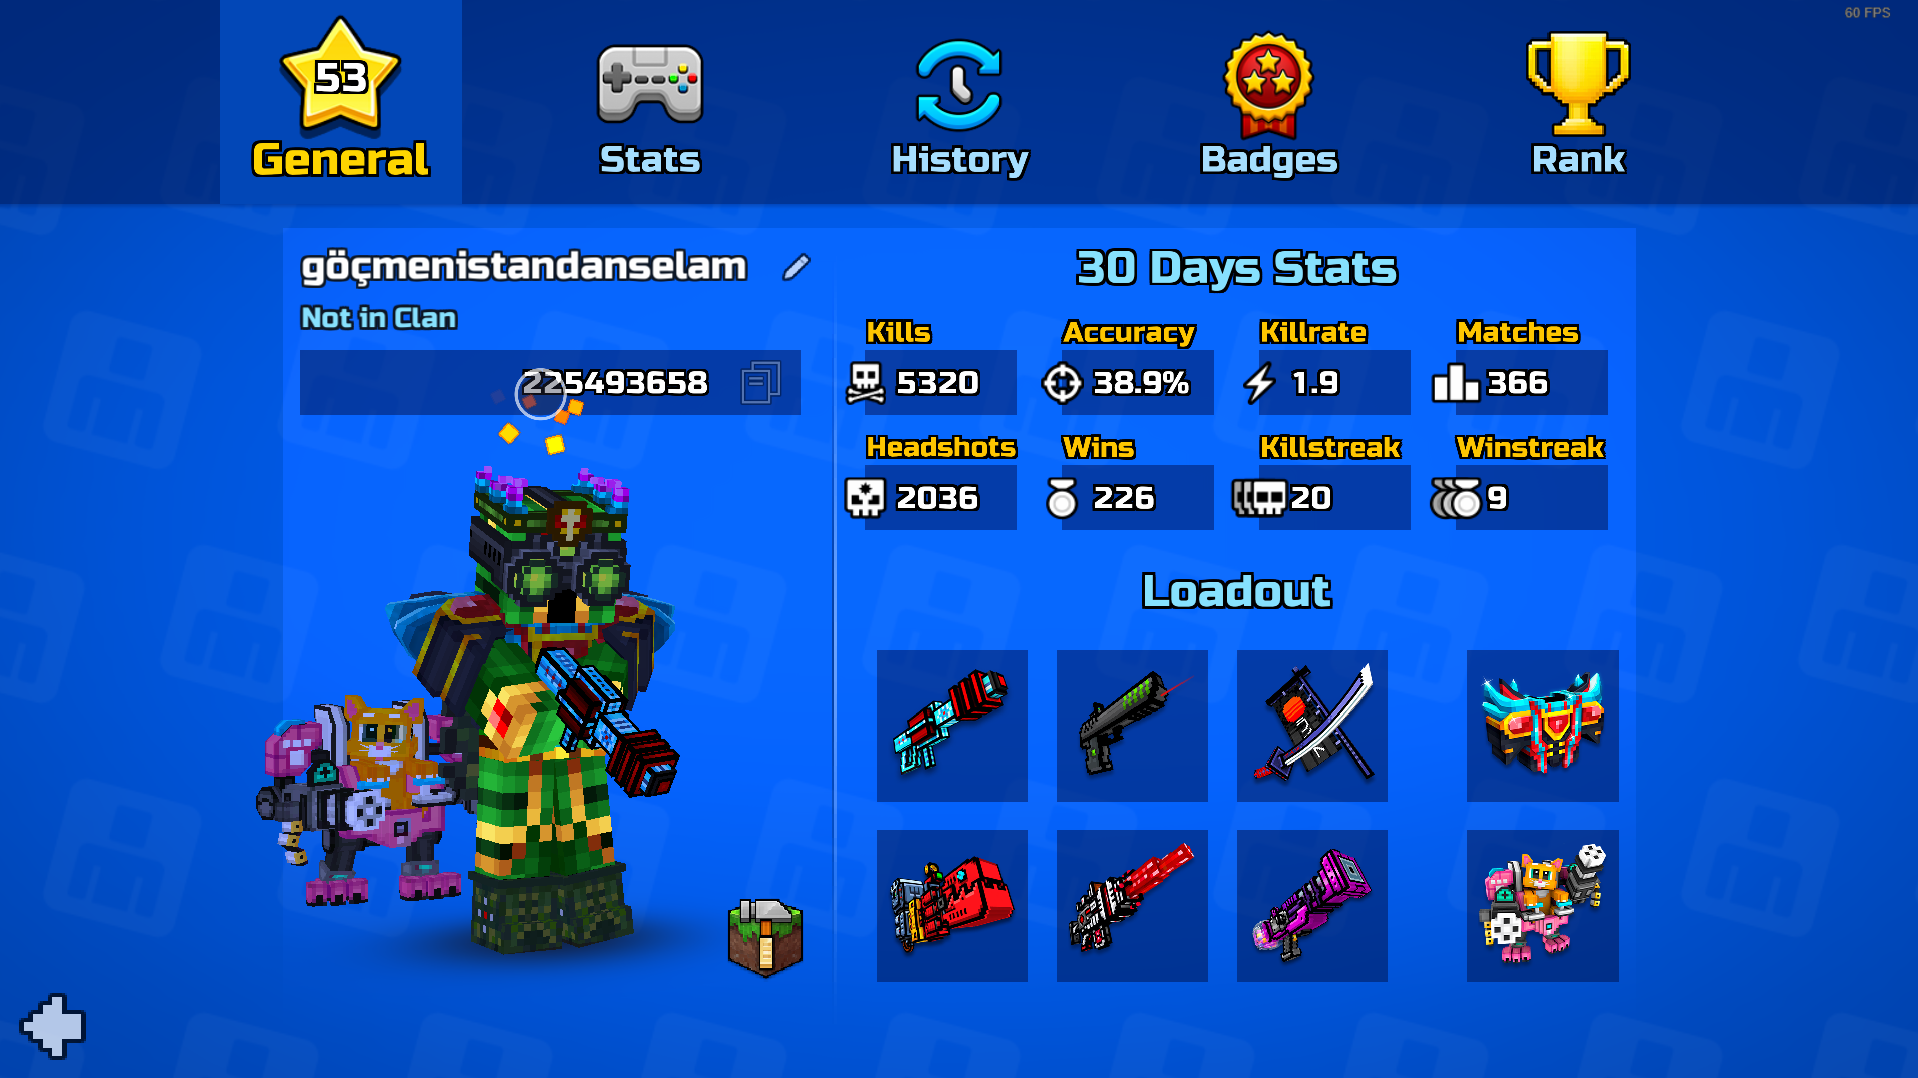 60 FPS
53
General
Stats
History
Badges
Rank
göçmenistandanselam
Not in Clan
225493658
30 Days Stats
Kills
Accuracy
Killrate
Matches
5320
38.9%
1.9
366
Headshots
Wins
Killstreak
Winstreak
2036
226
20
9
Loadout